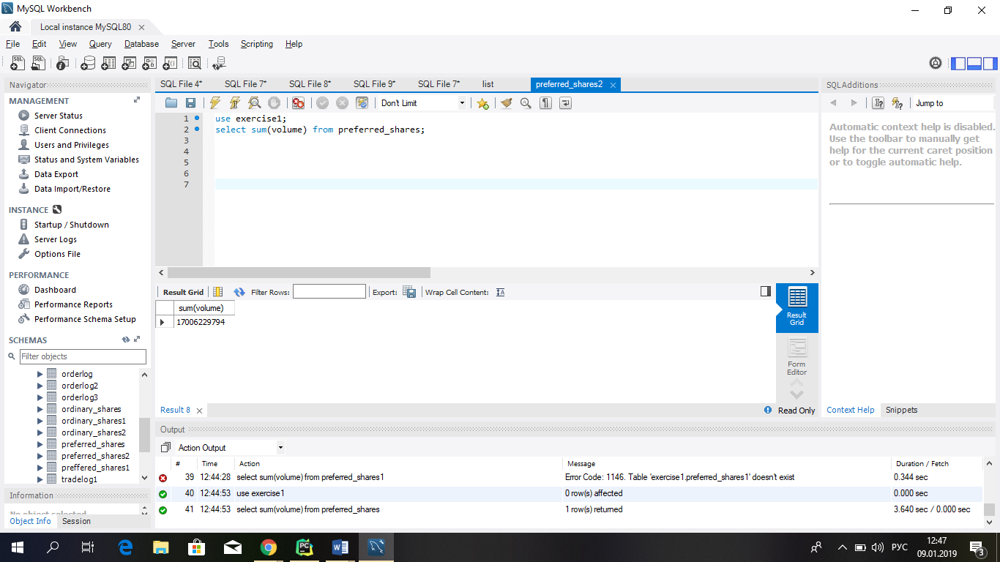 MySQL Workbench
Local instance MySQL80
File Edit View Query Database Server Tools Scripting Help
Navigator
MANAGEMENT
Server Status
Client Connections
Users and Privileges
Status and System Variables
Data Export
Data Import/Restore
INSTANCE
Startup / Shutdown
Server Logs
Options File
PERFORMANCE
Dashboard
Performance Reports
Performance Schema Setup
SCHEMAS
Filter objects
orderlog
orderlog2
orderlog3
ordinary_shares
ordinary_shares1
ordinary_shares2
preferred_shares
preferred_shares2
preffered_shares1
tradelog1
Information
No object selected
Object Info Session
SQL File 4* SQL File 7* SQL File 8* SQL File 9* SQL File 7* list preferred_shares2
Don't Limit
1 use exercise1;
2 select sum(volume) from preferred_shares;
3
4
5
6
7
Result Grid Filter Rows: Export: Wrap Cell Content:
sum(volume)
17006229794
Result Grid
Form Editor
Result 8
Read Only
SQLAdditions
Jump to
Automatic context help is disabled.
Use the toolbar to manually get
help for the current caret position
or to toggle automatic help.
Context Help Snippets
Output
Action Output
# Time Action Message Duration / Fetch
39 12:44:28 select sum(volume) from preferred_shares1 Error Code: 1146. Table 'exercise1.preferred_shares1' doesn't exist 0.344 sec
40 12:44:53 use exercise1 0 row(s) affected 0.000 sec
41 12:44:53 select sum(volume) from preferred_shares 1 row(s) returned 3.640 sec / 0.000 sec
РУС
12:47
09.01.2019
3